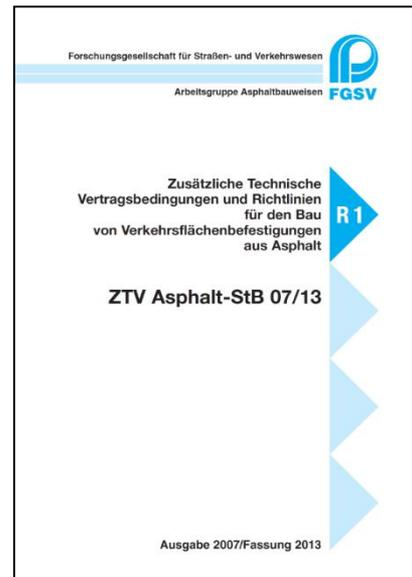 Forschungsgesellschaft für Straßen- und Verkehrswesen
Arbeitsgruppe Asphaltbauweisen
FGSV
Zusätzliche Technische
Vertragsbedingungen und Richtlinien
für den Bau
von Verkehrsflächenbefestigungen
aus Asphalt
R 1
ZTV Asphalt-StB 07/13
Ausgabe 2007/Fassung 2013